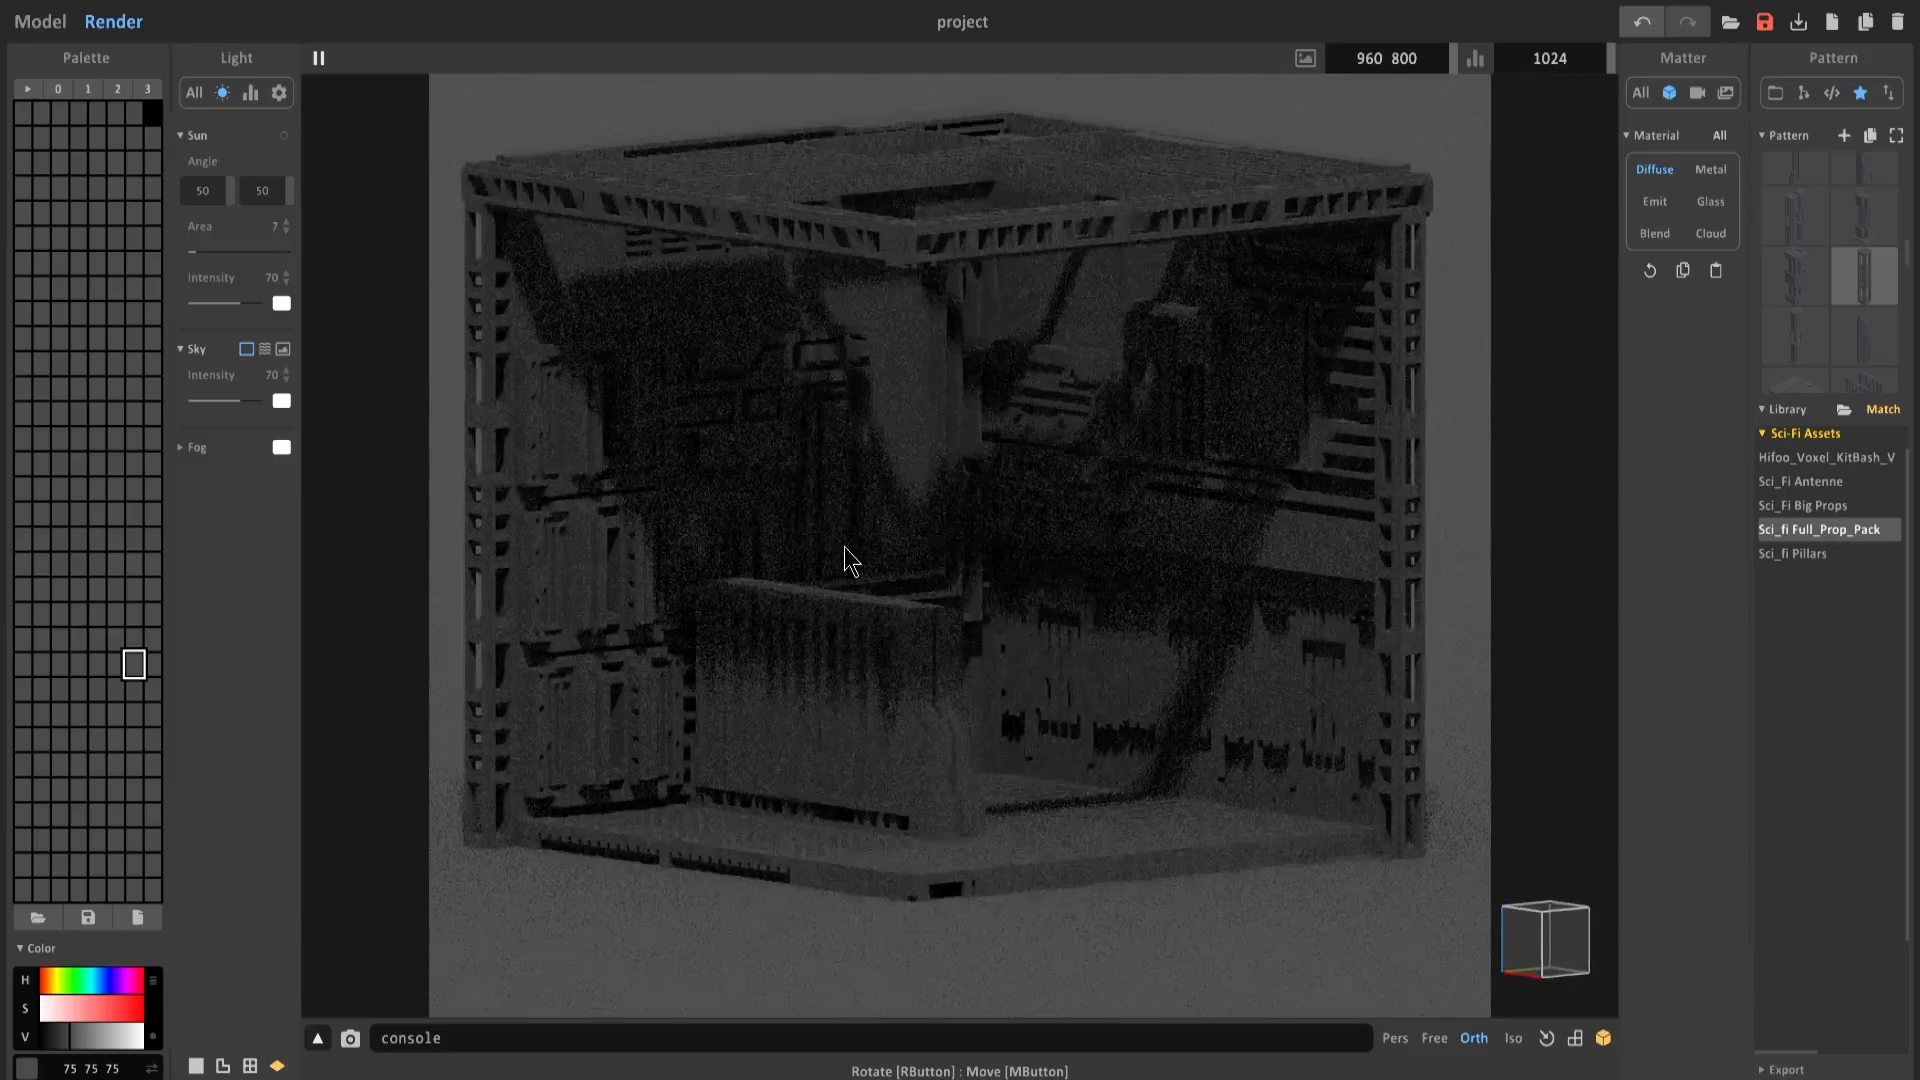 Model Render
project
Palette
Light
960 800
1024
Matter
Pattern
0 1 2 3
All
All
Sun
Material All
Pattern
Angle
50 50
Diffuse Metal
Area 7
Emit Glass
Blend Cloud
Intensity 70
Sky
Intensity 70
Fog
Library Match
Sci-Fi Assets
Hifoo_Voxel_KitBash_V
Sci_Fi Antenne
Sci_Fi Big Props
Sci_fi Full_Prop_Pack
Sci_fi Pillars
Color
H
S
V
75 75 75
console
Pers Free Orth Iso
Rotate [RButton] : Move [MButton]
Export